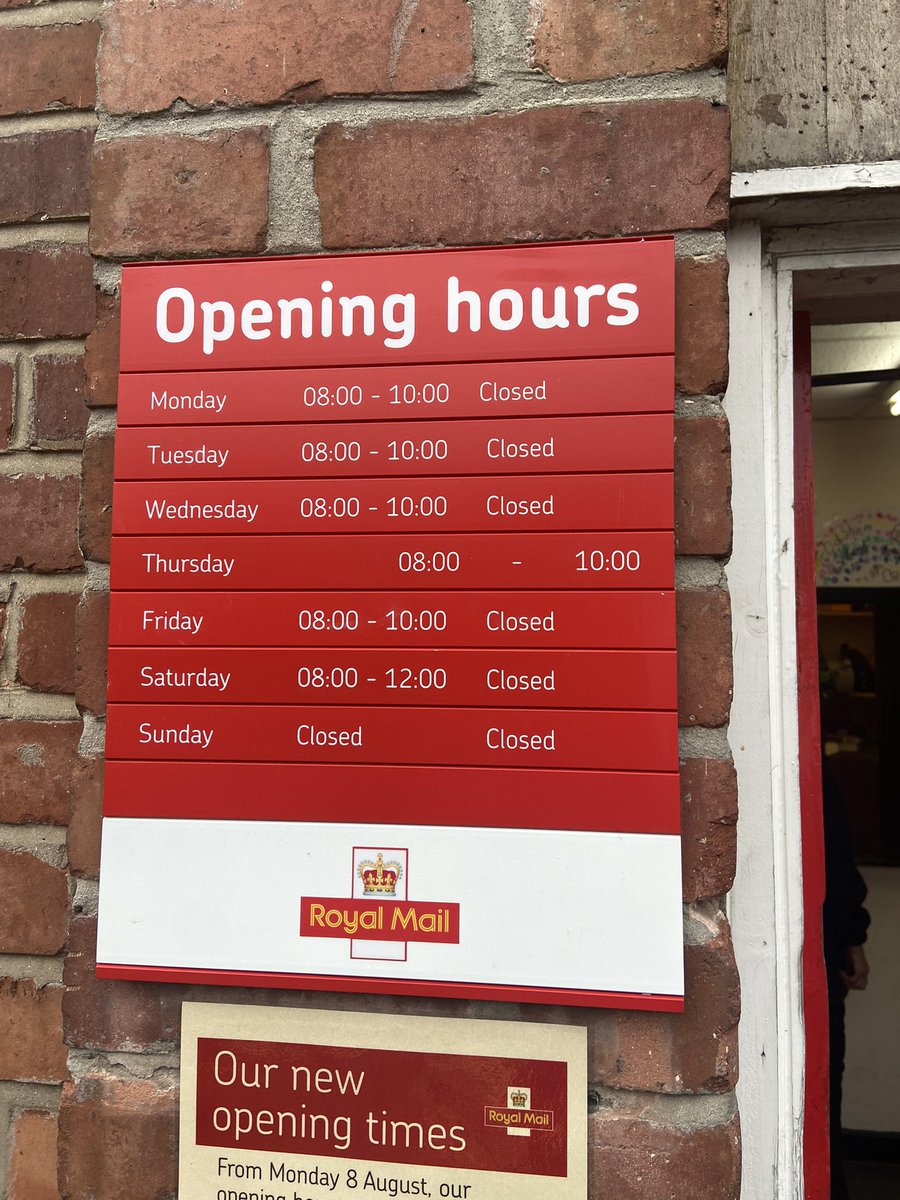 Opening hours
Monday 08:00 - 10:00 Closed
Tuesday 08:00 - 10:00 Closed
Wednesday 08:00 - 10:00 Closed
Thursday 08:00 - 10:00
Friday 08:00 - 10:00 Closed
Saturday 08:00 - 12:00 Closed
Sunday Closed Closed
Royal Mail
Our new
opening times
Royal Mail
From Monday 8 August, our
opening